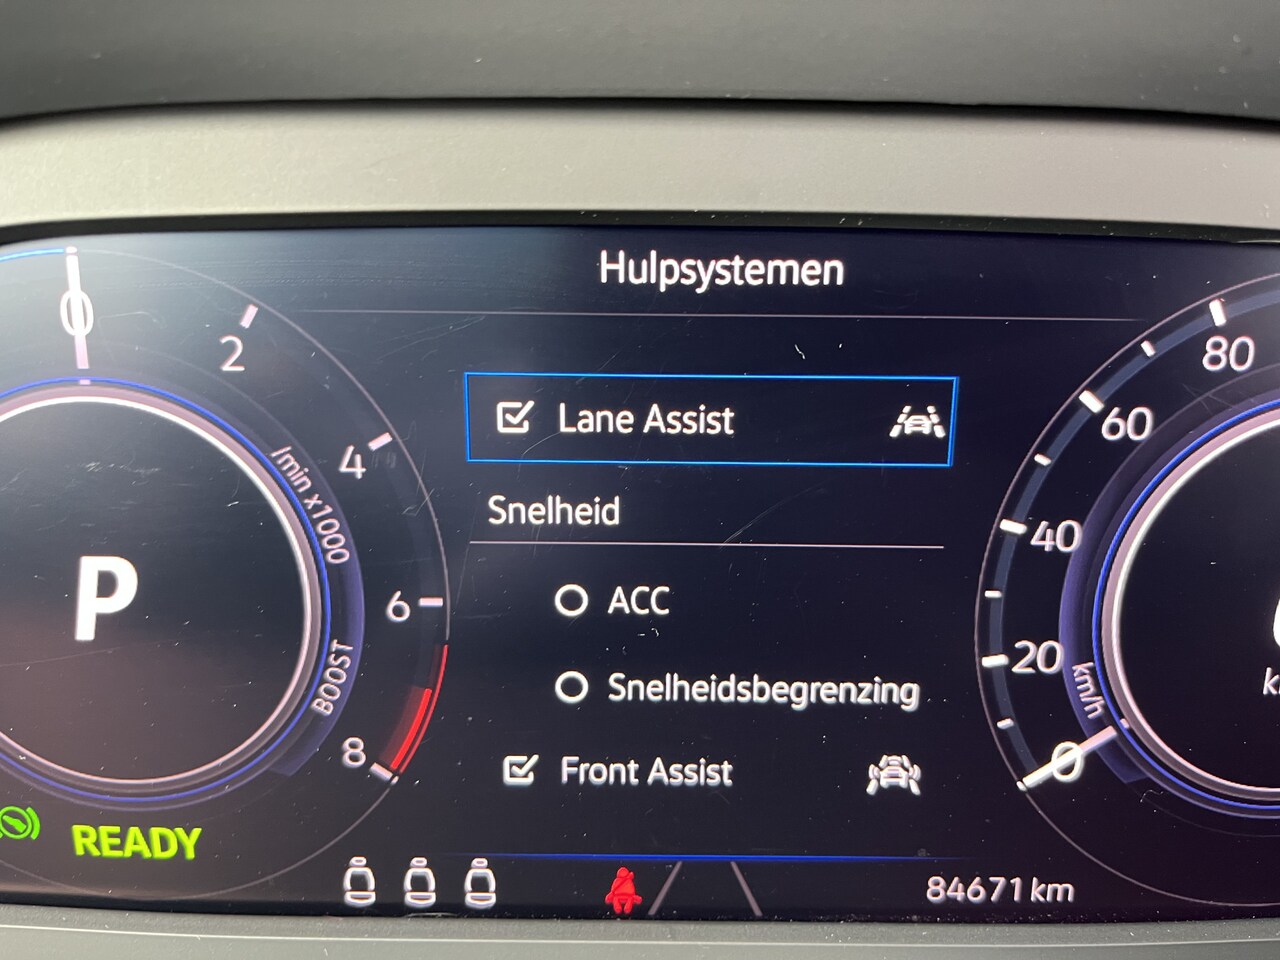 Hulpsystemen
Lane Assist
Snelheid
ACC
Snelheidsbegrenzing
Front Assist
0
2
4
6
8
/min x1000
BOOST
P
READY
80
60
40
20
0
km/h
84671 km